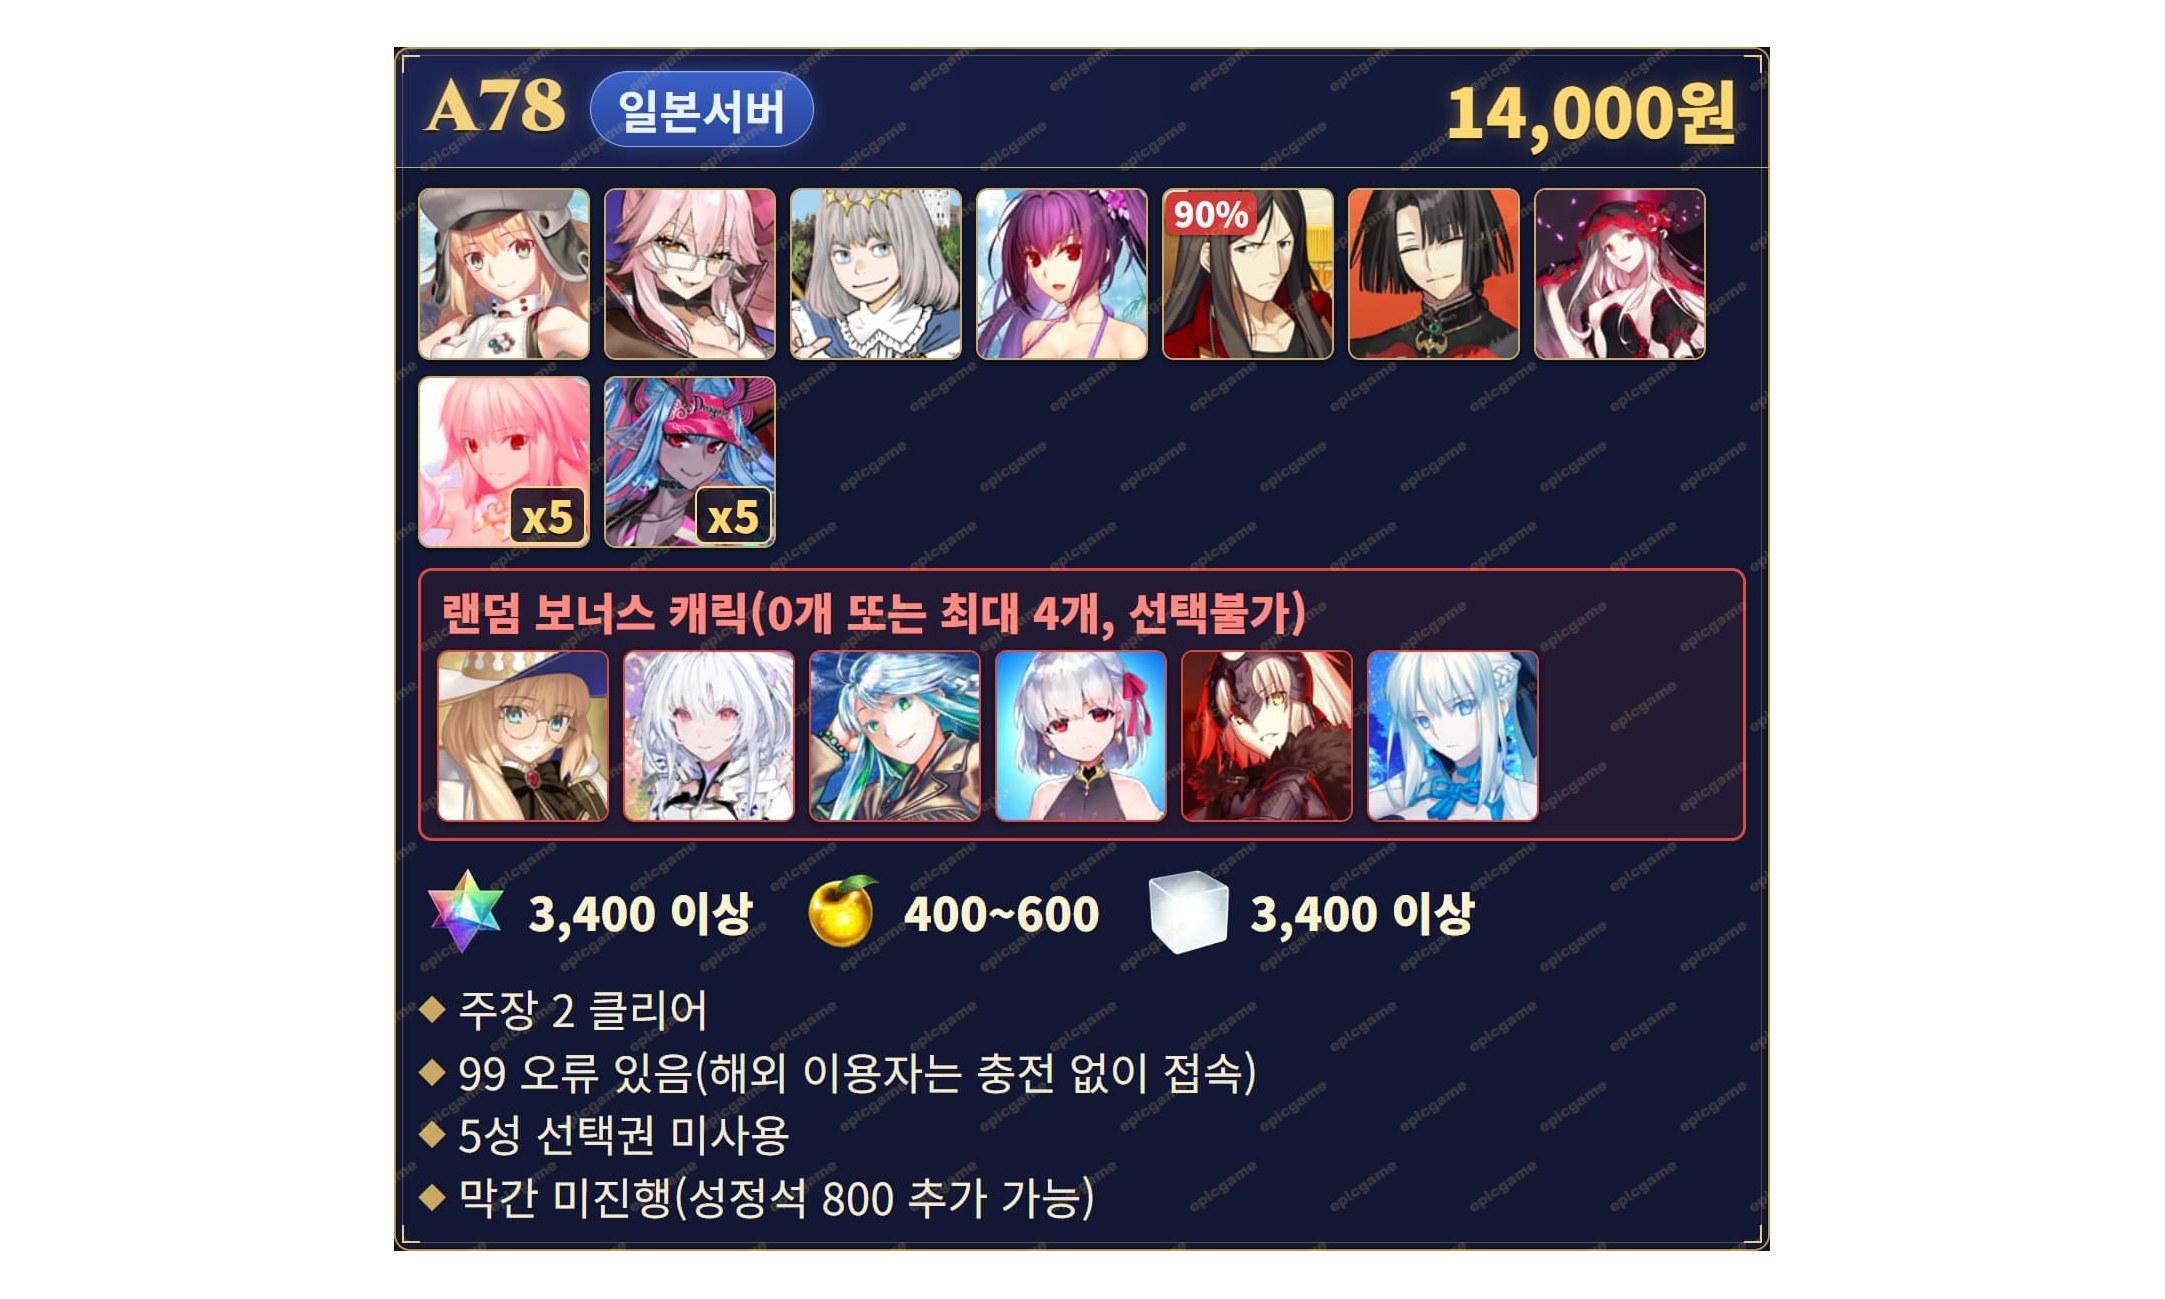 A78 일본서버 14,000원
90%
x5 x5
랜덤 보너스 캐릭(0개 또는 최대 4개, 선택불가)
3,400 이상 400~600 3,400 이상
◆ 주장 2 클리어
◆ 99 오류 있음(해외 이용자는 충전 없이 접속)
◆ 5성 선택권 미사용
◆ 막간 미진행(성정석 800 추가 가능)
epicgame